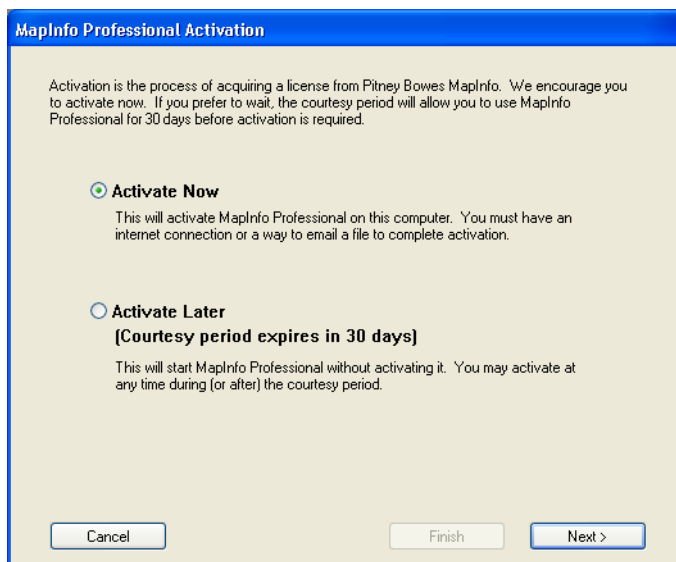 MapInfo Professional Activation
Activation is the process of acquiring a license from Pitney Bowes MapInfo. We encourage you
to activate now. If you prefer to wait, the courtesy period will allow you to use MapInfo
Professional for 30 days before activation is required.
Activate Now
This will activate MapInfo Professional on this computer. You must have an
internet connection or a way to email a file to complete activation.
Activate Later
(Courtesy period expires in 30 days)
This will start MapInfo Professional without activating it. You may activate at
any time during (or after) the courtesy period.
Cancel Finish Next >